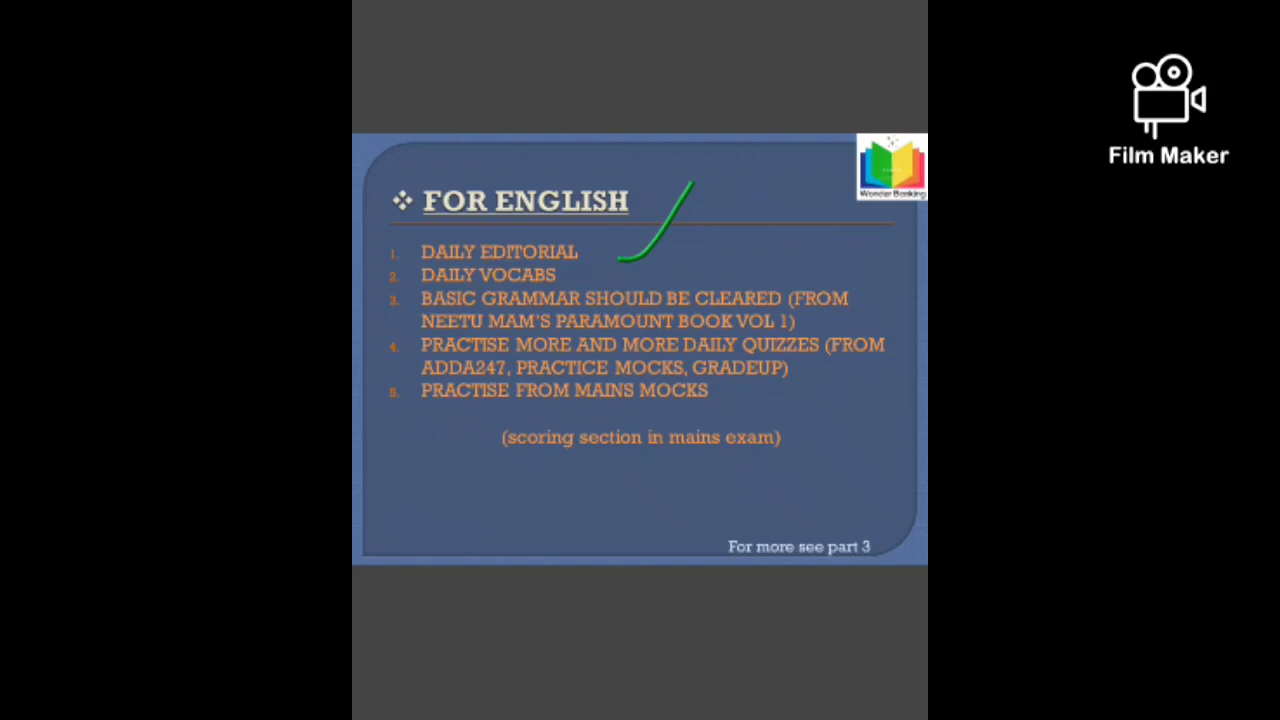 Film Maker
Wonder Banking
❖ FOR ENGLISH
1. DAILY EDITORIAL
2. DAILY VOCABS
3. BASIC GRAMMAR SHOULD BE CLEARED (FROM
NEETU MAM'S PARAMOUNT BOOK VOL 1)
4. PRACTISE MORE AND MORE DAILY QUIZZES (FROM
ADDA247, PRACTICE MOCKS, GRADEUP)
5. PRACTISE FROM MAINS MOCKS
(scoring section in mains exam)
For more see part 3